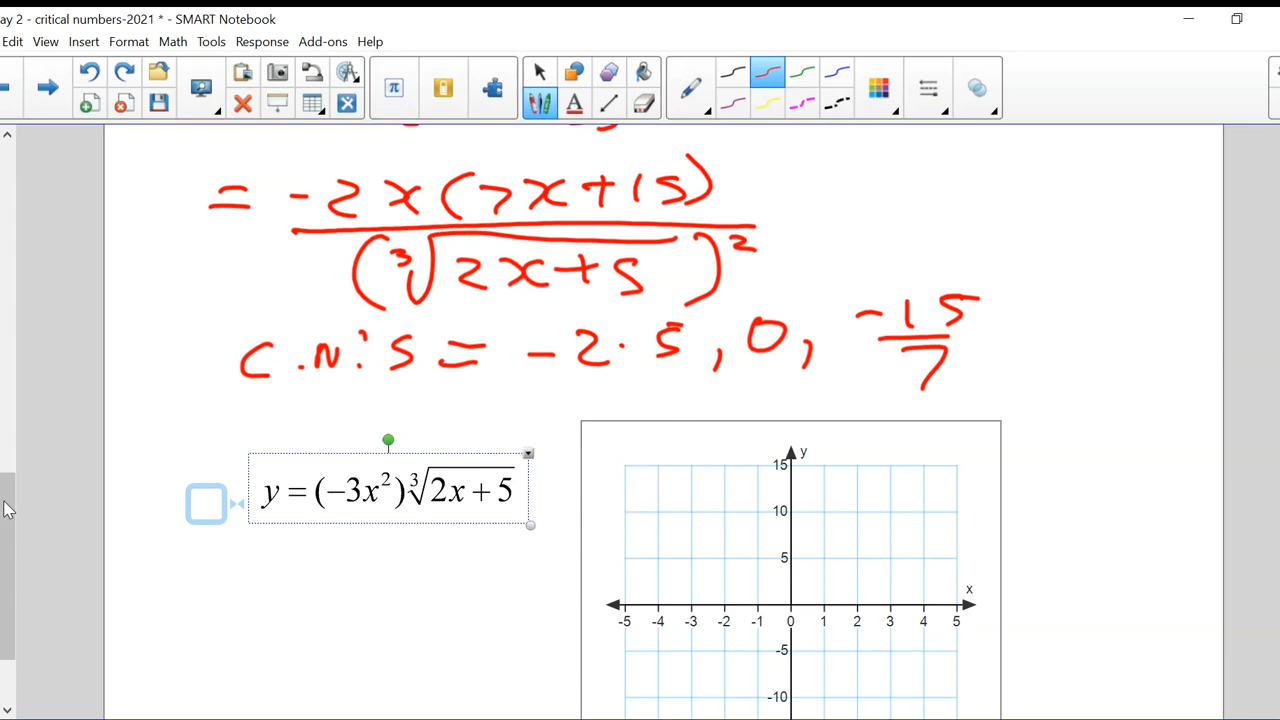 ay 2 - critical numbers-2021 * - SMART Notebook
Edit View Insert Format Math Tools Response Add-ons Help
π
A
= -2x(7x+15)
(∛2x+5)²
C.N.'S = -2.5, 0, -15/7
y = (−3x²)∛2x + 5
y
15
10
5
x
-5 -4 -3 -2 -1 0 1 2 3 4 5
-5
-10